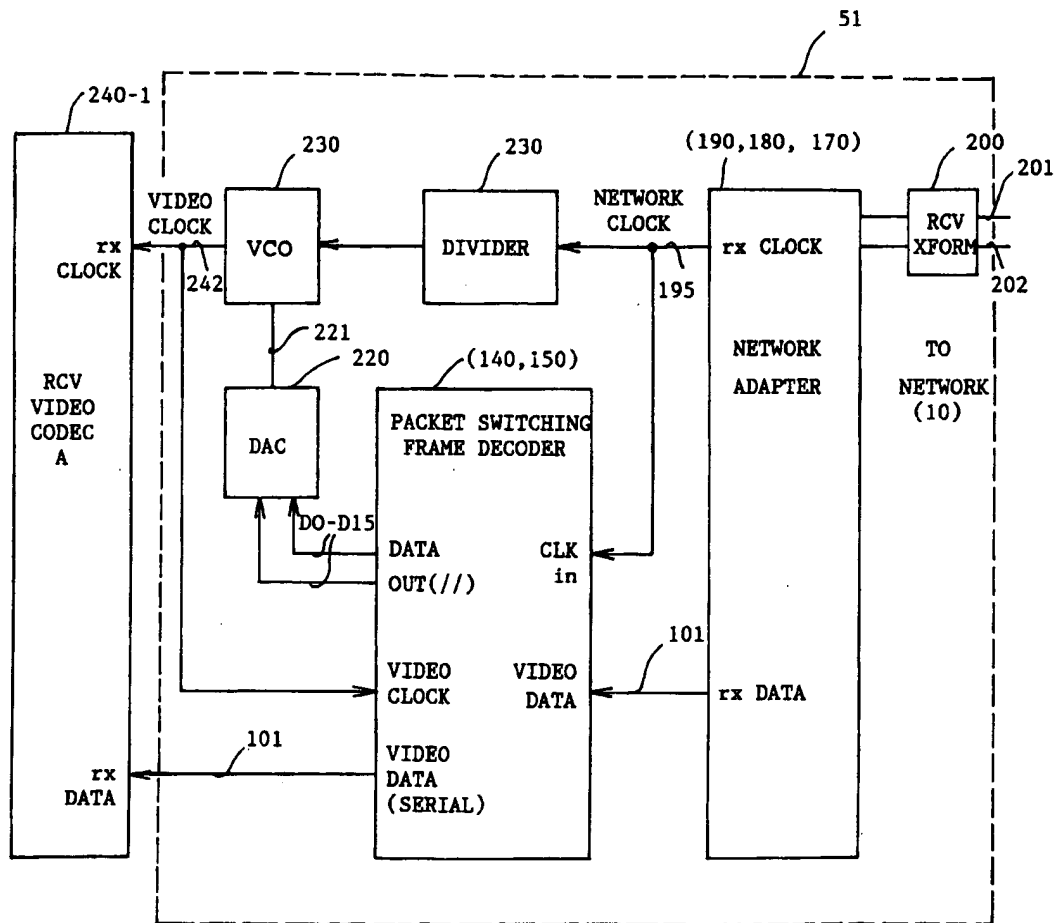 51
240-1
230
230
(190,180, 170)
200
201
VIDEO
CLOCK
NETWORK
CLOCK
RCV
XFORM
rx
CLOCK
VCO
DIVIDER
rx CLOCK
242
195
202
221
220
(140,150)
NETWORK
ADAPTER
TO
NETWORK
(10)
RCV
VIDEO
CODEC
A
DAC
PACKET SWITCHING
FRAME DECODER
DO-D15
DATA
OUT(//)
CLK
in
101
VIDEO
CLOCK
VIDEO
DATA
rx DATA
101
VIDEO
DATA
(SERIAL)
rx
DATA